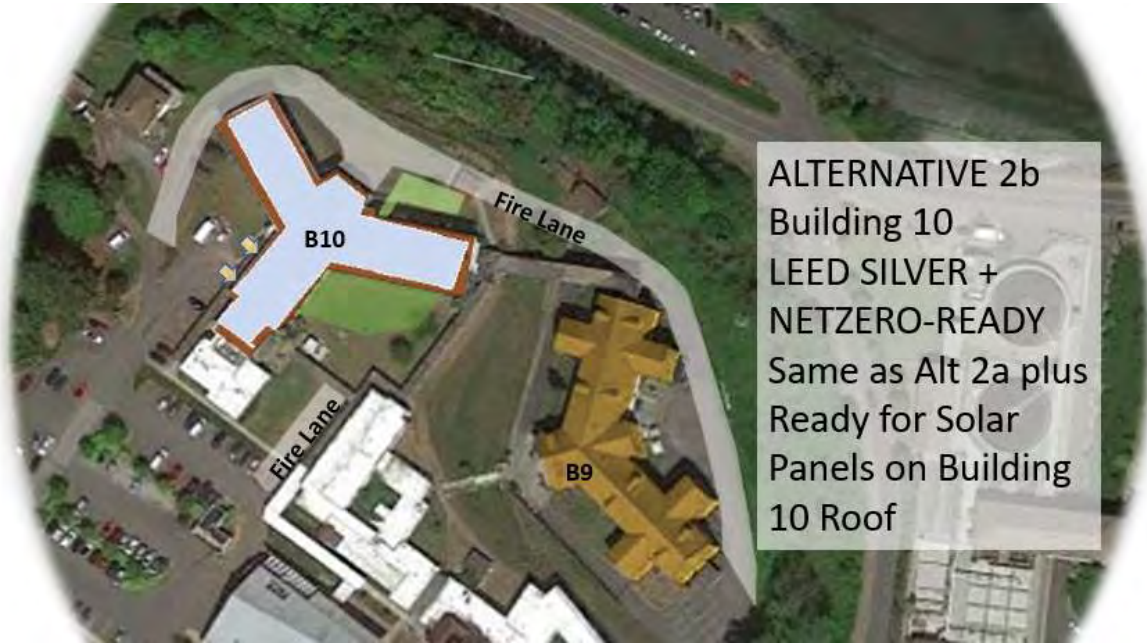 B10
Fire Lane
Fire Lane
B9
ALTERNATIVE 2b
Building 10
LEED SILVER +
NETZERO-READY
Same as Alt 2a plus
Ready for Solar
Panels on Building
10 Roof